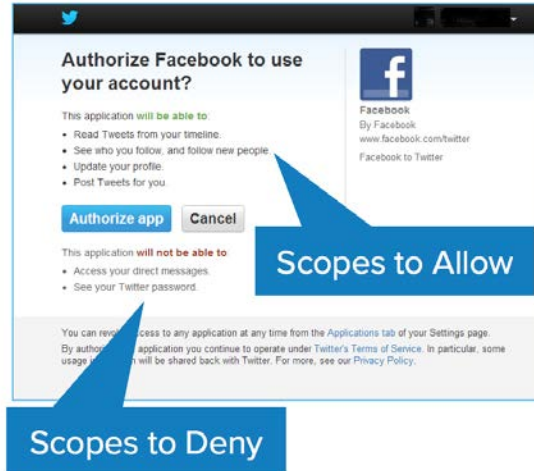 Authorize Facebook to use
your account?
This application will be able to:
• Read Tweets from your timeline.
• See who you follow, and follow new people.
• Update your profile.
• Post Tweets for you.
Authorize app Cancel
This application will not be able to
• Access your direct messages.
• See your Twitter password.
f
Facebook
By Facebook
www.facebook.com/twitter
Facebook to Twitter
Scopes to Allow
You can access to any application at any time from the Applications tab of your Settings page.
By application you continue to operate under Twitter's Terms of Service. In particular, some
usage will be shared back with Twitter. For more, see our Privacy Policy.
Scopes to Deny